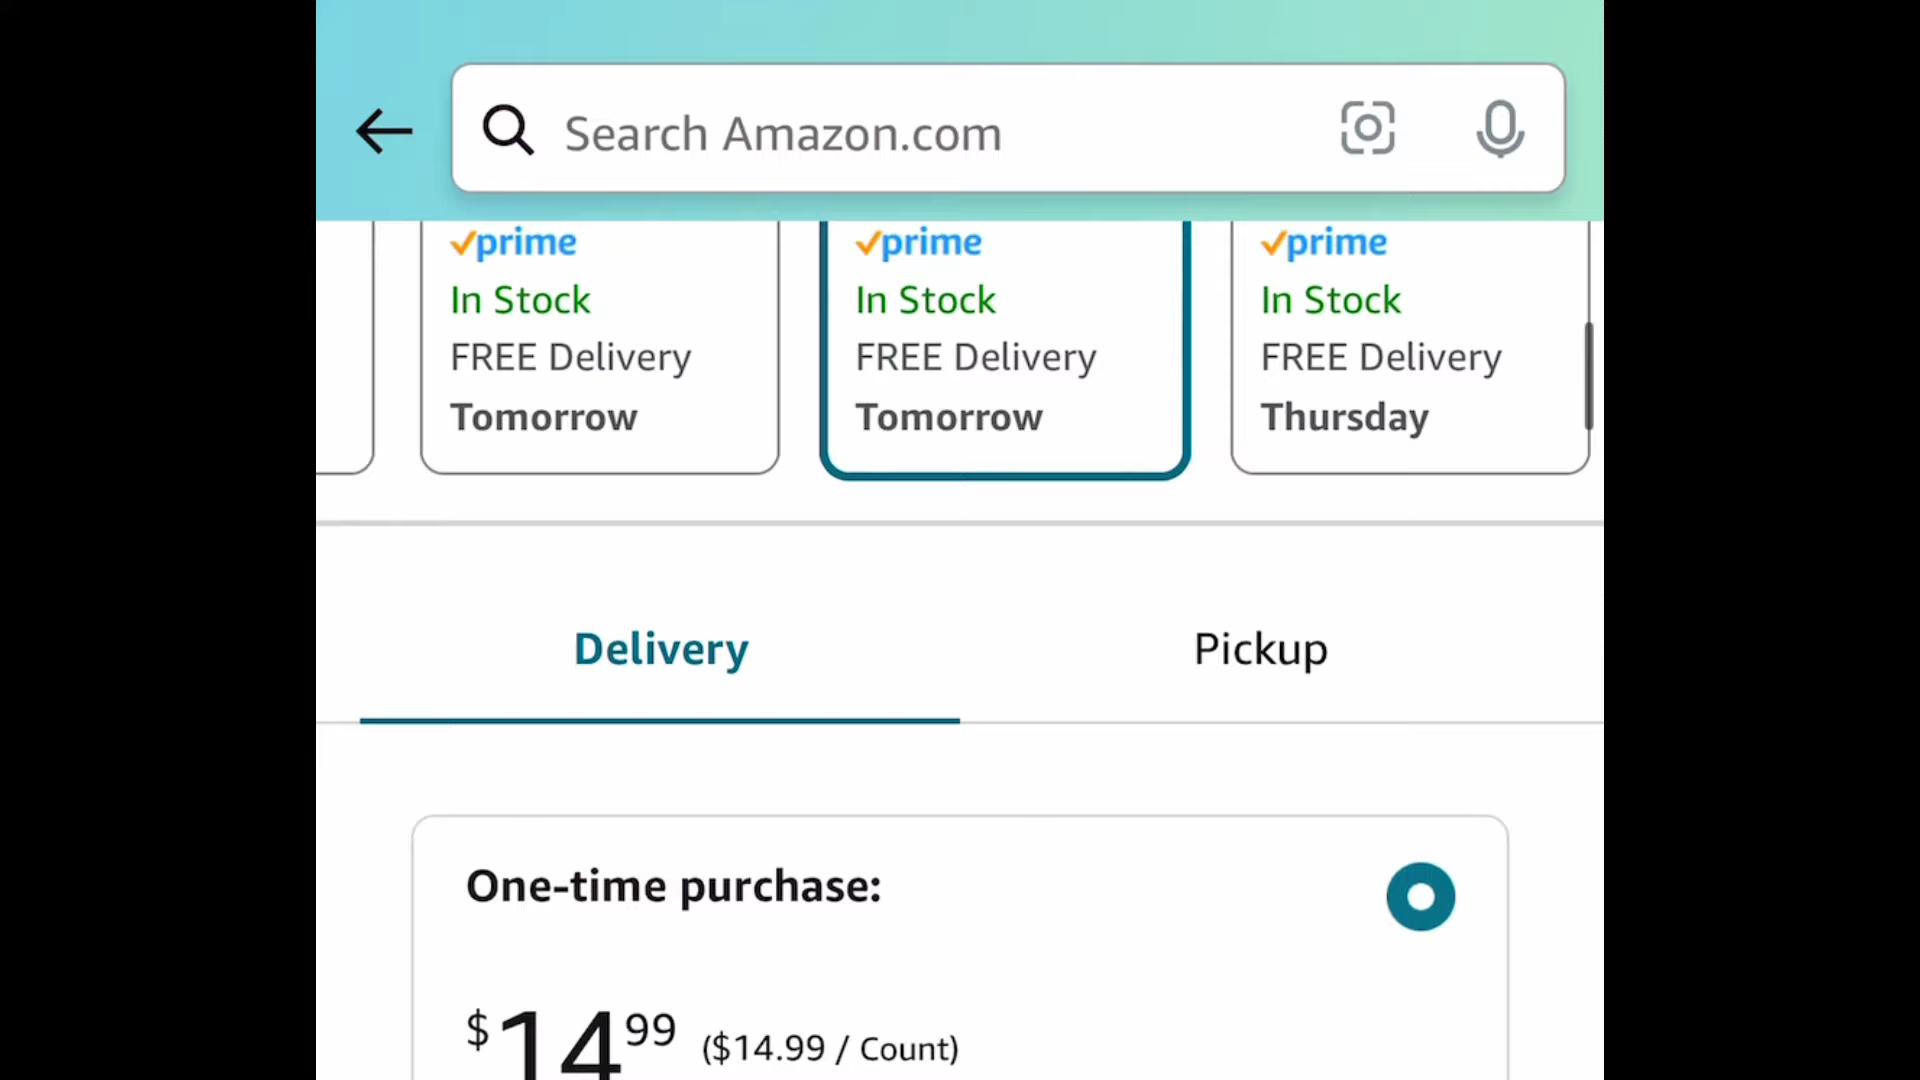 Search Amazon.com
prime prime prime
In Stock In Stock In Stock
FREE Delivery FREE Delivery FREE Delivery
Tomorrow Tomorrow Thursday
Delivery Pickup
One-time purchase:
$14.99 ($14.99 / Count)